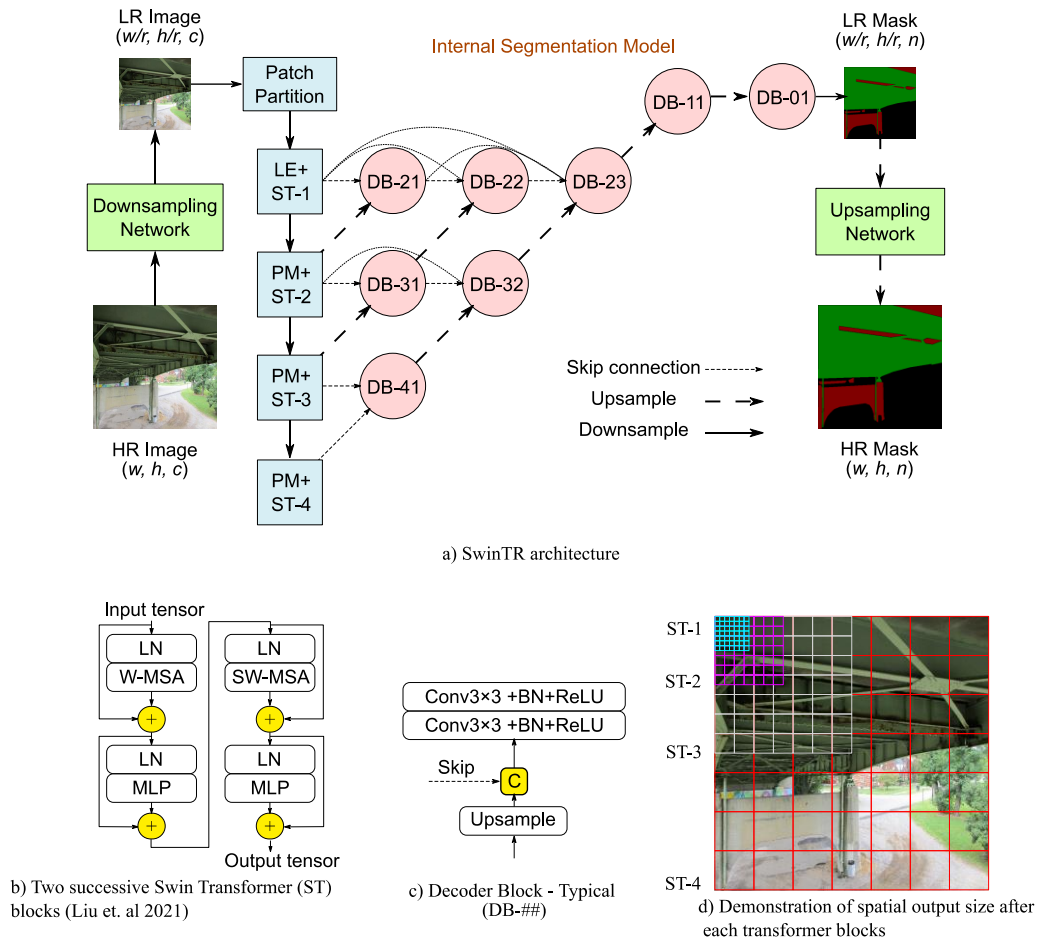 LR Image
(w/r, h/r, c)
Patch
Partition
Internal Segmentation Model
LR Mask
(w/r, h/r, n)
DB-11
DB-01
LE+
ST-1
DB-21
DB-22
DB-23
Downsampling
Network
Upsampling
Network
PM+
ST-2
DB-31
DB-32
PM+
ST-3
DB-41
Skip connection
Upsample
Downsample
HR Image
(w, h, c)
HR Mask
(w, h, n)
PM+
ST-4
a) SwinTR architecture
Input tensor
LN
W-MSA
+
LN
MLP
+
LN
SW-MSA
+
LN
MLP
+
Output tensor
b) Two successive Swin Transformer (ST)
blocks (Liu et. al 2021)
Conv3×3 +BN+ReLU
Conv3×3 +BN+ReLU
Skip
C
Upsample
c) Decoder Block - Typical
(DB-##)
ST-1
ST-2
ST-3
ST-4
d) Demonstration of spatial output size after
each transformer blocks